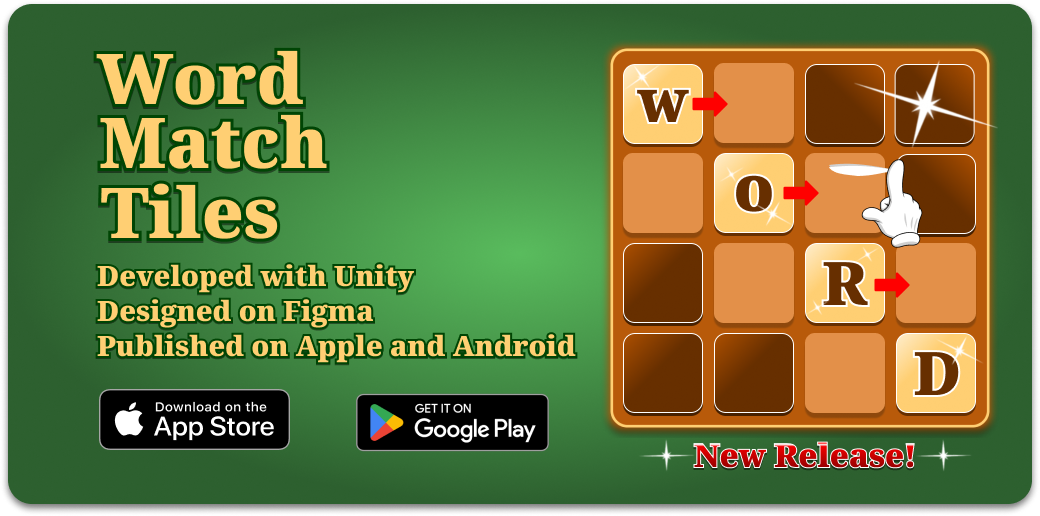 Word
Match
Tiles
Developed with Unity
Designed on Figma
Published on Apple and Android
Download on the
App Store
GET IT ON
Google Play
W
O
R
D
New Release!